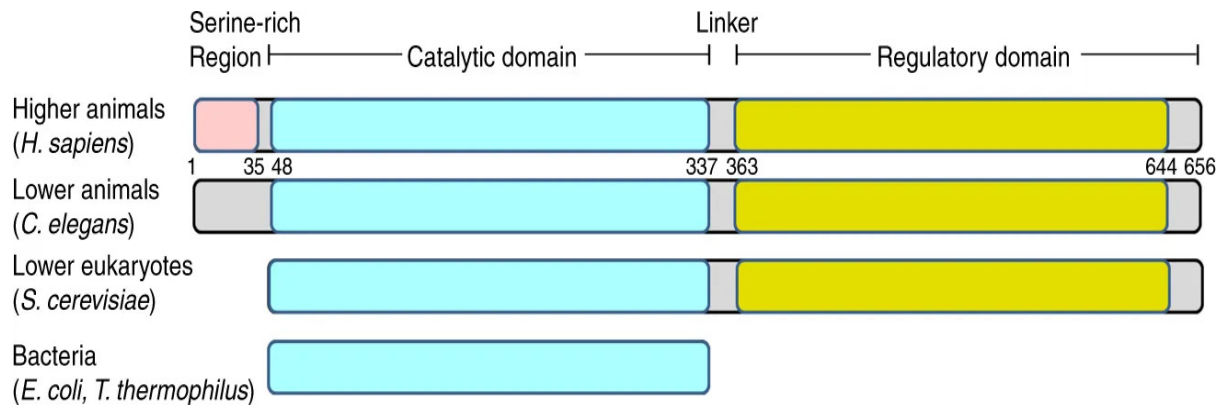 Serine-rich
Region
Catalytic domain
Linker
Regulatory domain
Higher animals
(H. sapiens)
1 35 48 337 363 644 656
Lower animals
(C. elegans)
Lower eukaryotes
(S. cerevisiae)
Bacteria
(E. coli, T. thermophilus)